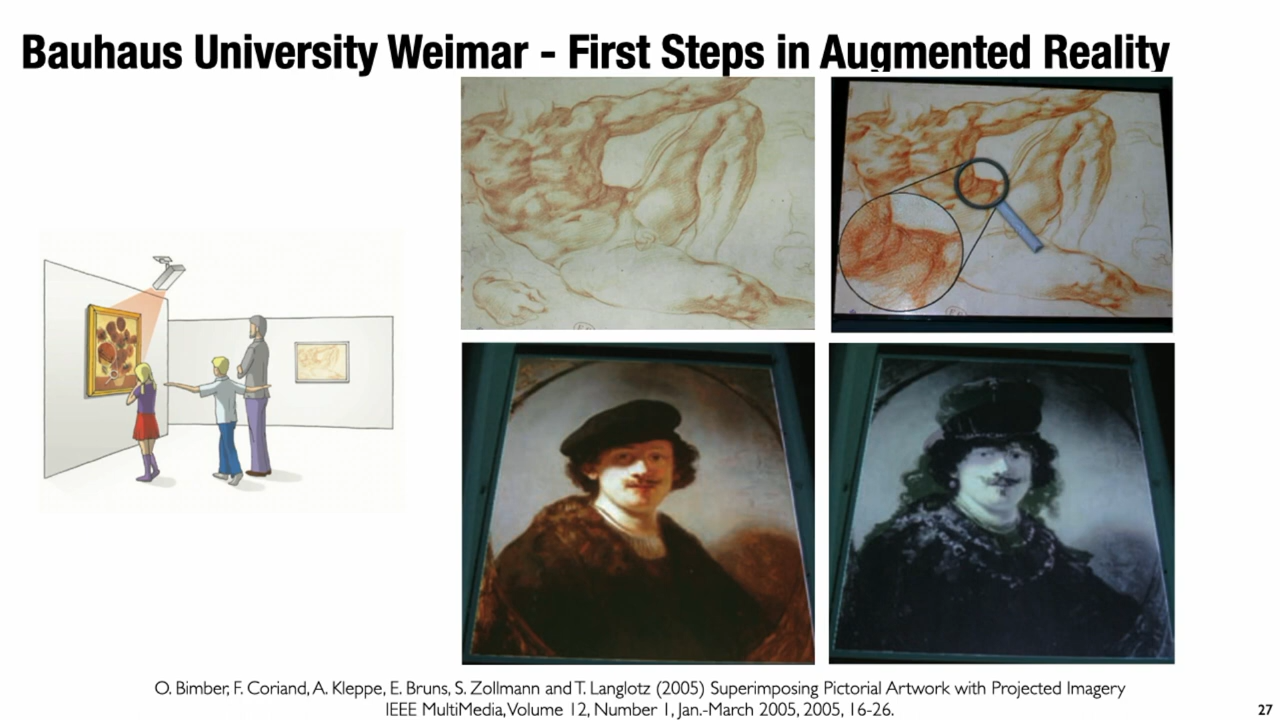 Bauhaus University Weimar - First Steps in Augmented Reality
O. Bimber, F. Coriand, A. Kleppe, E. Bruns, S. Zollmann and T. Langlotz (2005) Superimposing Pictorial Artwork with Projected Imagery
IEEE MultiMedia, Volume 12, Number 1, Jan.-March 2005, 2005, 16-26.
27